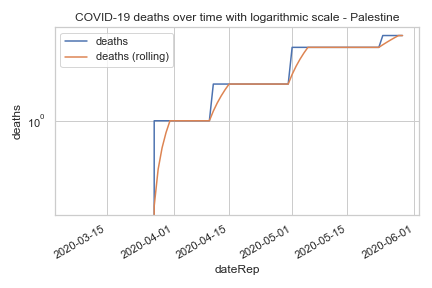 COVID-19 deaths over time with logarithmic scale - Palestine
deaths
deaths (rolling)
deaths
10⁰
2020-03-15
2020-04-01
2020-04-15
2020-05-01
2020-05-15
2020-06-01
dateRep